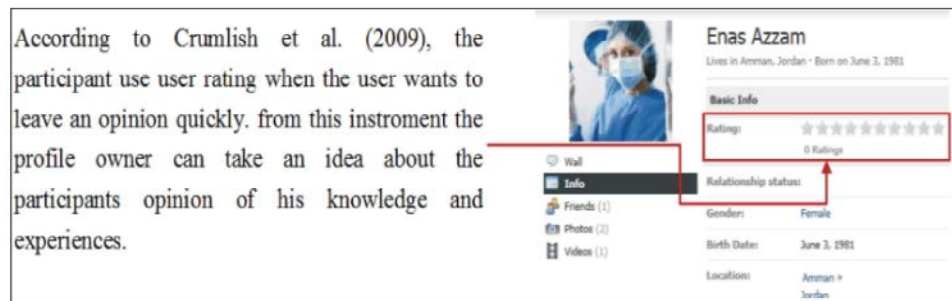 According to Crumlish et al. (2009), the
participant use user rating when the user wants to
leave an opinion quickly. from this instroment the
profile owner can take an idea about the
participants opinion of his knowledge and
experiences.
Enas Azzam
Lives in Amman, Jordan · Born on June 3, 1981
Basic Info
Rating:
0 Ratings
Wall
Info
Friends (1)
Photos (2)
Videos (1)
Relationship status:
Gender: Female
Birth Date: June 3, 1981
Location: Amman »
Jordan